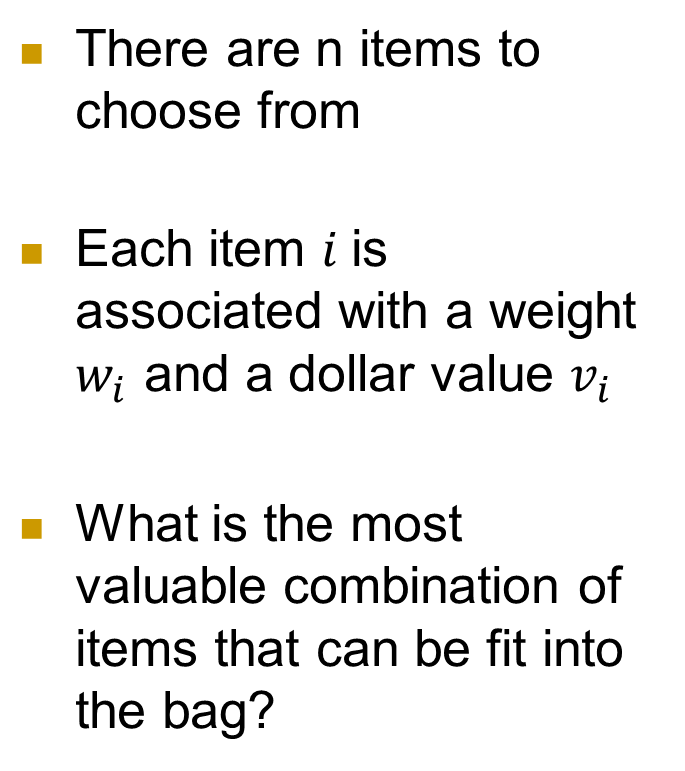 There are n items to
choose from
Each item 𝑖 is
associated with a weight
𝑤ᵢ and a dollar value 𝑣ᵢ
What is the most
valuable combination of
items that can be fit into
the bag?